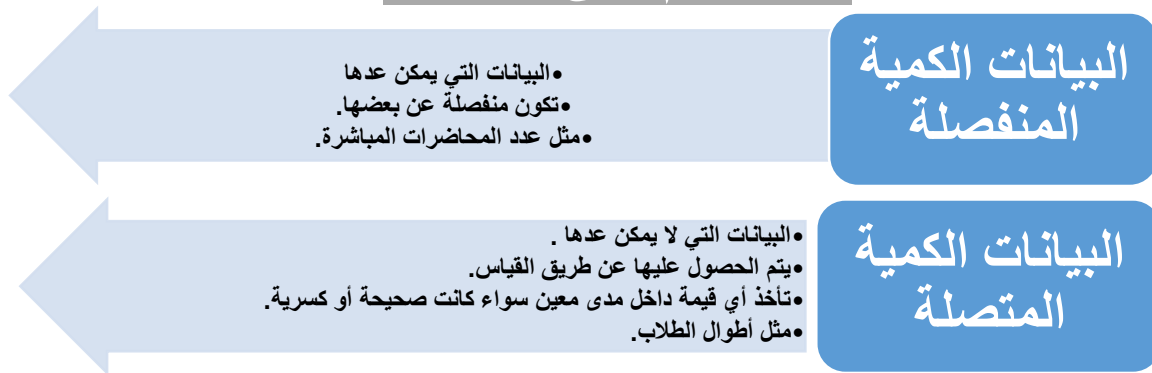 البيانات الكمية
المنفصلة
•البيانات التي يمكن عدها
•تكون منفصلة عن بعضها.
•مثل عدد المحاضرات المباشرة.
البيانات الكمية
المتصلة
•البيانات التي لا يمكن عدها .
•يتم الحصول عليها عن طريق القياس.
•تأخذ أي قيمة داخل مدى معين سواء كانت صحيحة أو كسرية.
•مثل أطوال الطلاب.